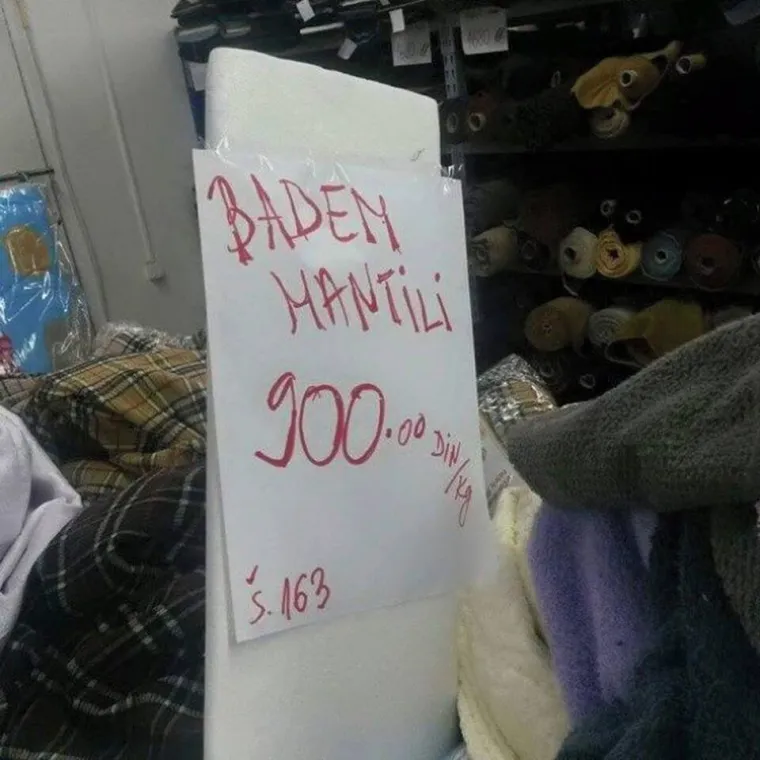 BADEM
MANTiLi
900.00 DiN/kg
Š.163